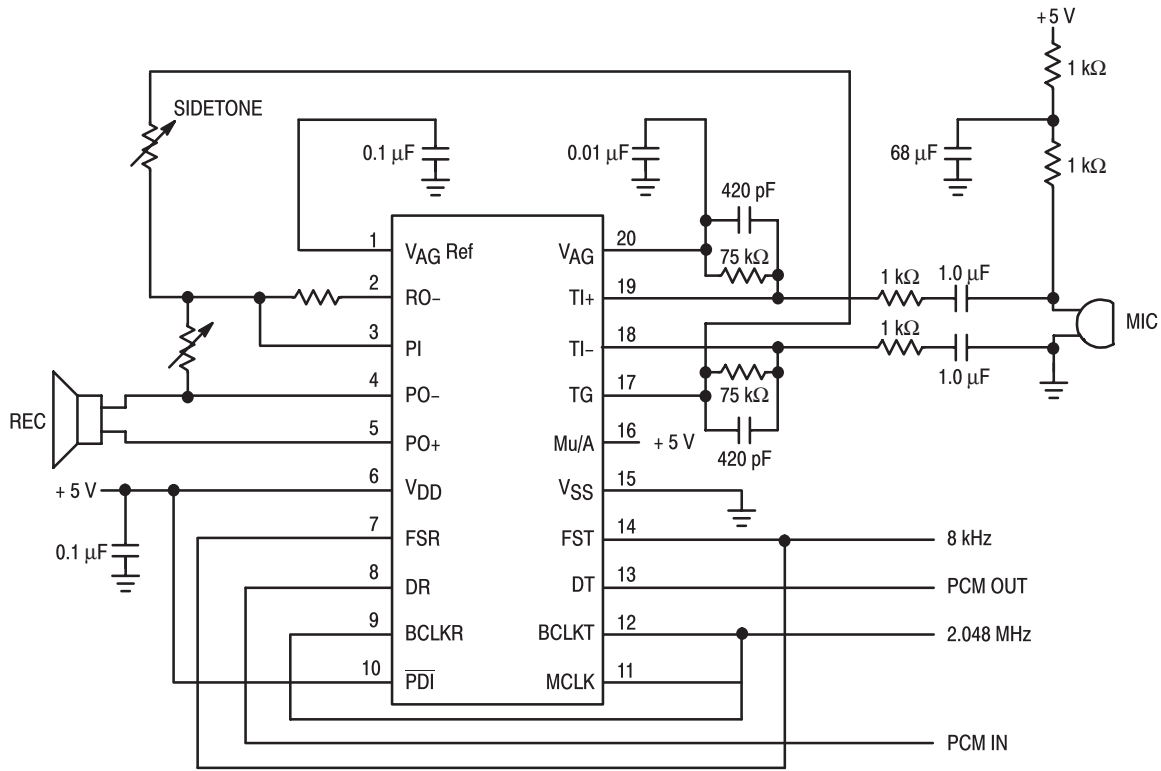 +5 V
1 kΩ
SIDETONE
0.1 µF
0.01 µF
68 µF
1 kΩ
420 pF
1
VAG Ref
VAG
20
75 kΩ
1 kΩ
1.0 µF
2
RO–
TI+
19
MIC
3
PI
TI–
18
1 kΩ
1.0 µF
4
PO–
TG
17
75 kΩ
REC
5
PO+
Mu/A
16
+ 5 V
420 pF
+ 5 V
6
VDD
VSS
15
7
FSR
FST
14
8 kHz
0.1 µF
8
DR
DT
13
PCM OUT
9
BCLKR
BCLKT
12
2.048 MHz
10
PDI
MCLK
11
PCM IN